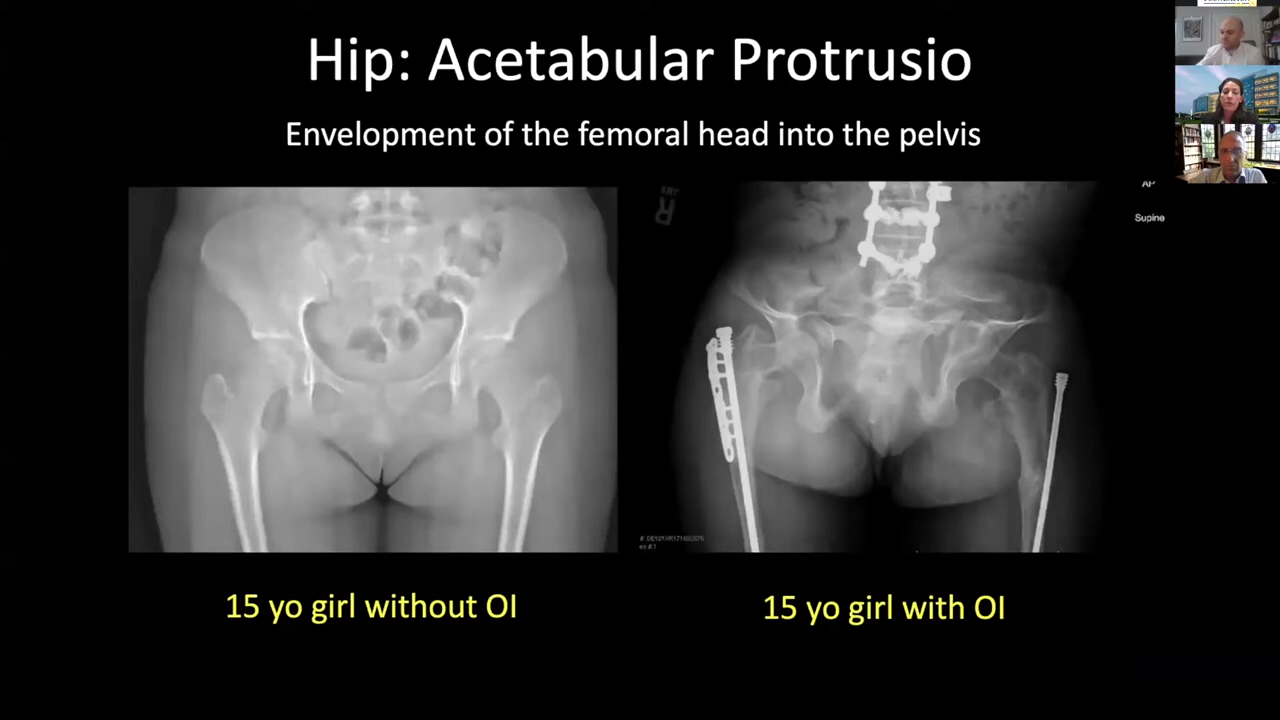 Hip: Acetabular Protrusio
Envelopment of the femoral head into the pelvis
R
AP
Supine
15 yo girl without OI
15 yo girl with OI